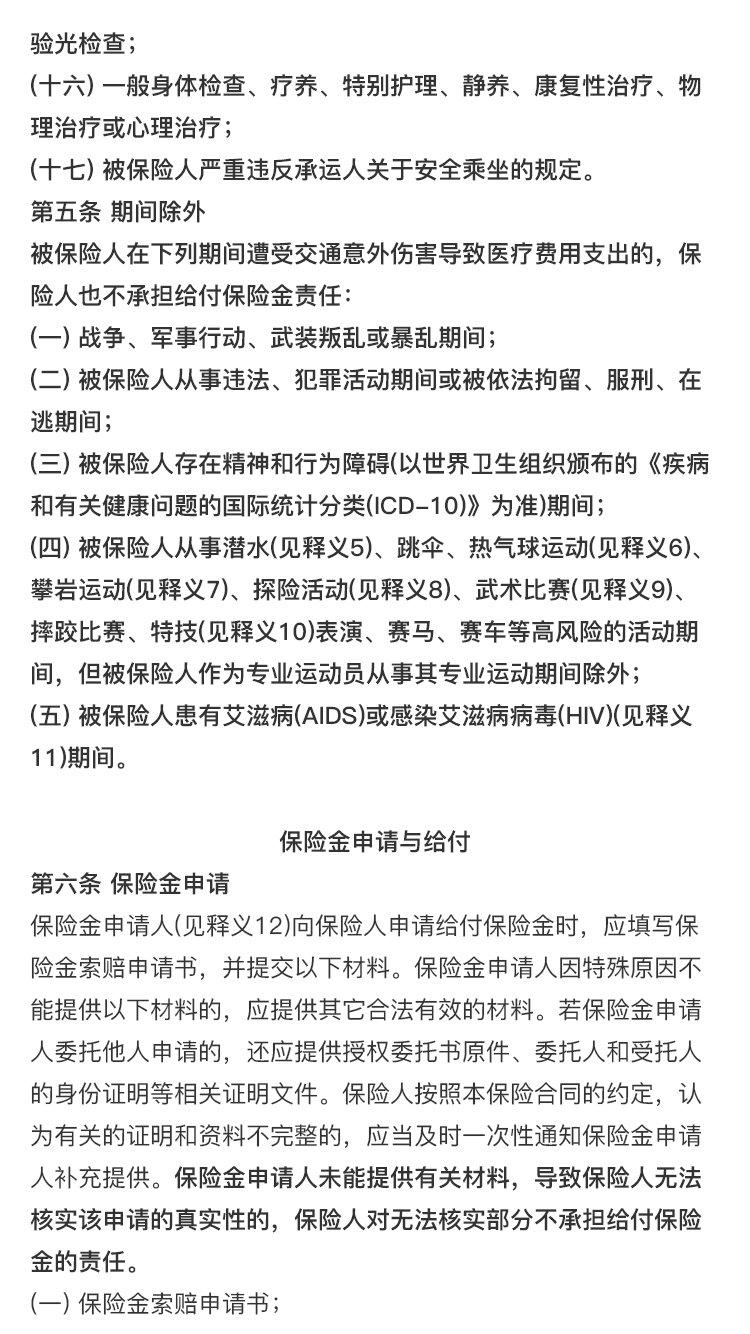 验光检查；
(十六) 一般身体检查、疗养、特别护理、静养、康复性治疗、物
理治疗或心理治疗；
(十七) 被保险人严重违反承运人关于安全乘坐的规定。
第五条 期间除外
被保险人在下列期间遭受交通意外伤害导致医疗费用支出的，保
险人也不承担给付保险金责任：
(一) 战争、军事行动、武装叛乱或暴乱期间；
(二) 被保险人从事违法、犯罪活动期间或被依法拘留、服刑、在
逃期间；
(三) 被保险人存在精神和行为障碍(以世界卫生组织颁布的《疾病
和有关健康问题的国际统计分类(ICD–10)》为准)期间；
(四) 被保险人从事潜水(见释义5)、跳伞、热气球运动(见释义6)、
攀岩运动(见释义7)、探险活动(见释义8)、武术比赛(见释义9)、
摔跤比赛、特技(见释义10)表演、赛马、赛车等高风险的活动期
间，但被保险人作为专业运动员从事其专业运动期间除外；
(五) 被保险人患有艾滋病(AIDS)或感染艾滋病病毒(HIV)(见释义
11)期间。
保险金申请与给付
第六条 保险金申请
保险金申请人(见释义12)向保险人申请给付保险金时，应填写保
险金索赔申请书，并提交以下材料。保险金申请人因特殊原因不
能提供以下材料的，应提供其它合法有效的材料。若保险金申请
人委托他人申请的，还应提供授权委托书原件、委托人和受托人
的身份证明等相关证明文件。保险人按照本保险合同的约定，认
为有关的证明和资料不完整的，应当及时一次性通知保险金申请
人补充提供。保险金申请人未能提供有关材料，导致保险人无法
核实该申请的真实性的，保险人对无法核实部分不承担给付保险
金的责任。
(一) 保险金索赔申请书；